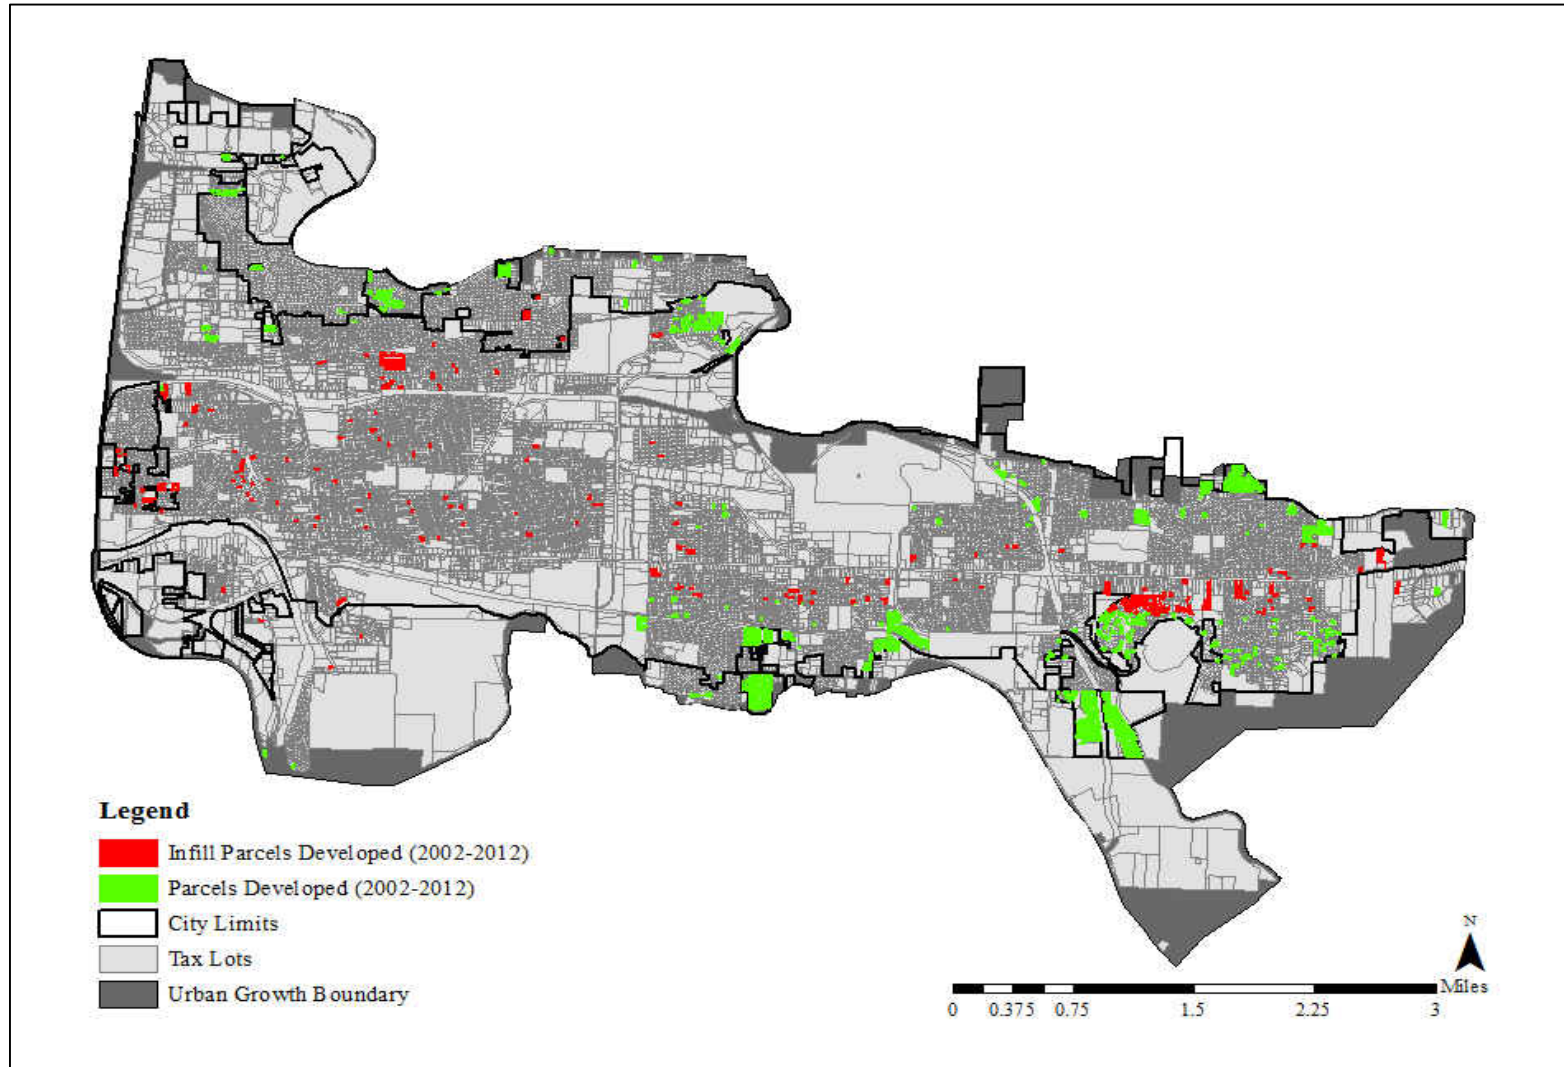 Legend
Infill Parcels Developed (2002-2012)
Parcels Developed (2002-2012)
City Limits
Tax Lots
Urban Growth Boundary
N
Miles
0 0.375 0.75 1.5 2.25 3